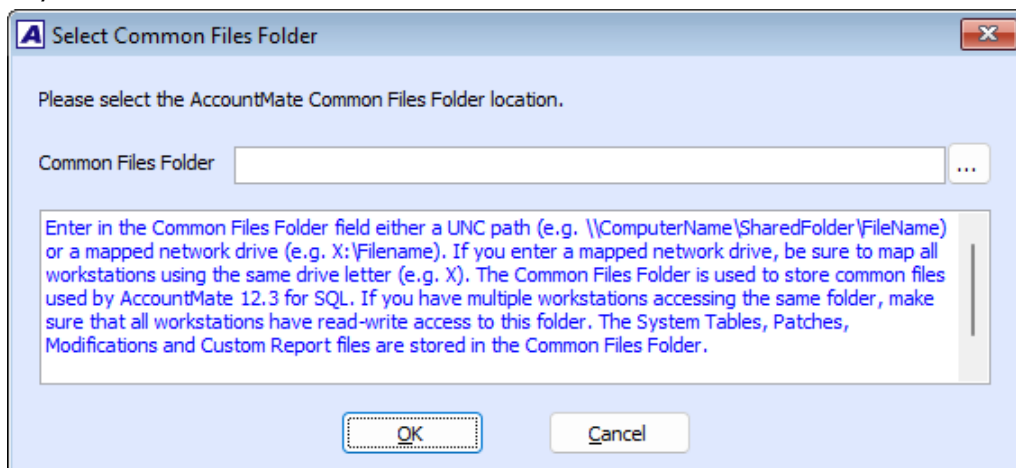 Select Common Files Folder
Please select the AccountMate Common Files Folder location.
Common Files Folder
...
Enter in the Common Files Folder field either a UNC path (e.g. \\ComputerName\SharedFolder\FileName)
or a mapped network drive (e.g. X:\Filename). If you enter a mapped network drive, be sure to map all
workstations using the same drive letter (e.g. X). The Common Files Folder is used to store common files
used by AccountMate 12.3 for SQL. If you have multiple workstations accessing the same folder, make
sure that all workstations have read-write access to this folder. The System Tables, Patches,
Modifications and Custom Report files are stored in the Common Files Folder.
OK Cancel